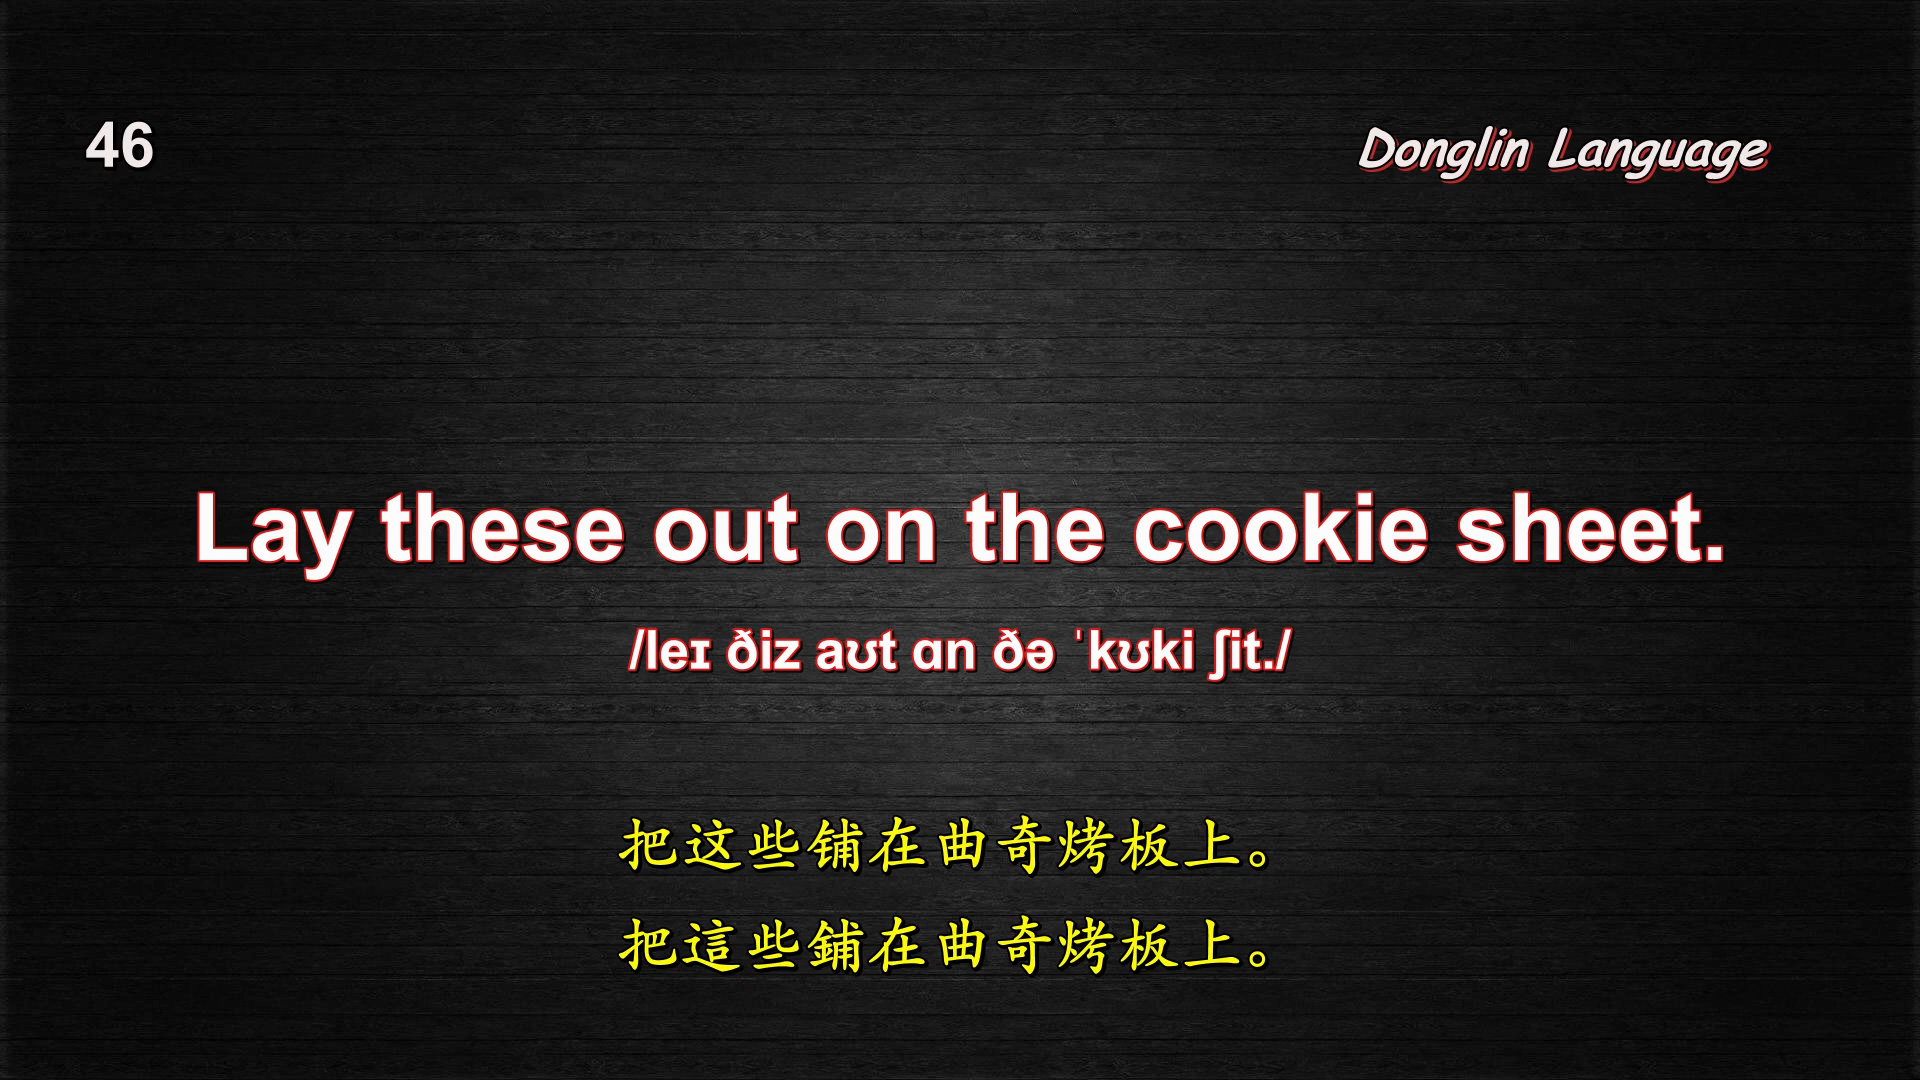 46
Donglin Language
Lay these out on the cookie sheet.
/leɪ ðiz aʊt ɑn ðə ˈkʊki ʃit./
把这些铺在曲奇烤板上。
把這些鋪在曲奇烤板上。